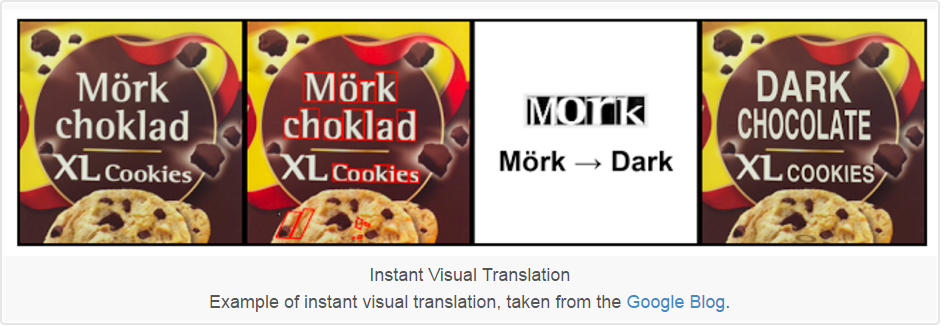 Mörk
choklad
XL Cookies
Mörk
choklad
XL Cookies
Mörk
Mörk → Dark
DARK
CHOCOLATE
XL COOKIES
Instant Visual Translation
Example of instant visual translation, taken from the Google Blog.